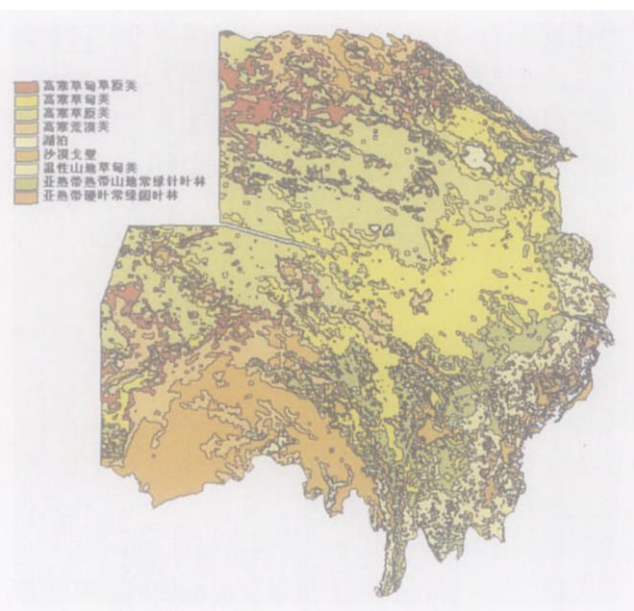 高寒草甸草原类
高寒草甸类
高寒草原类
高寒荒漠类
湖泊
沙漠戈壁
温性山地草甸类
亚热带热带山地常绿针叶林
亚热带硬叶常绿阔叶林